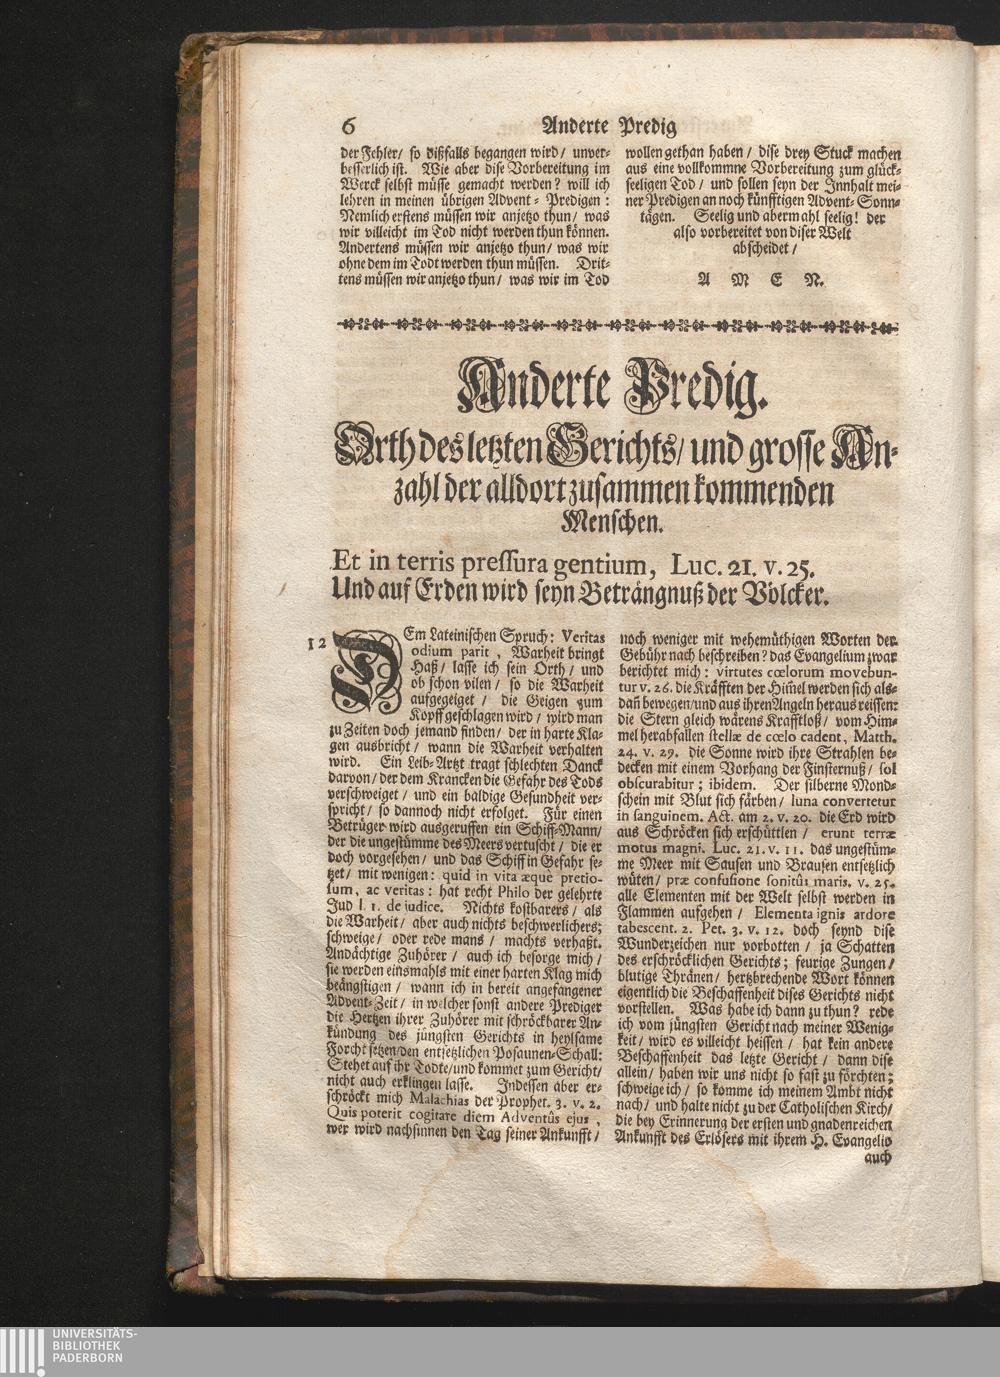 6 Anderte Predig
der Fehler/ so dißfalls begangen wird/ unver-
besserlich ist. Wie aber dise Vorbereitung im
Werck selbst müsse gemacht werden? will ich
lehren in meinen übrigen Advent-Predigen:
Nemlich erstens müssen wir anjetzo thun/ was
wir villeicht im Tod nicht werden thun können.
Andertens müssen wir anjetzo thun/ was wir
ohne dem im Todt werden thun müssen. Drit-
tens müssen wir anjetzo thun/ was wir im Tod
wollen gethan haben/ dise drey Stuck machen
aus eine vollkommne Vorbereitung zum glück-
seeligen Tod/ und sollen seyn der Innhalt mei-
ner Predigen an noch künfftigen Advent-Sonn-
tägen. Seelig und abermahl seelig! der
also vorbereitet von diser Welt
abscheidet/
A M E N.
Anderte Predig.
Orth des letzten Gerichts/ und grosse An-
zahl der alldort zusammen kommenden
Menschen.
Et in terris pressura gentium, Luc. 21. v. 25.
Und auf Erden wird seyn Beträngnuß der Völcker.
12 DEm Lateinischen Spruch: Veritas
odium parit, Warheit bringt
Haß/ lasse ich sein Orth/ und
ob schon vilen/ so die Warheit
aufgegeiget/ die Geigen zum
Kopff geschlagen wird/ wird man
zu Zeiten doch jemand finden/ der in harte Kla-
gen ausbricht/ wann die Warheit verhalten
wird. Ein Leib-Artzt tragt schlechten Danck
darvon/ der dem Krancken die Gefahr des Tods
verschweiget/ und ein baldige Gesundheit ver-
spricht/ so dannoch nicht erfolget. Für einen
Betrüger wird ausgeruffen ein Schiff-Mann/
der die ungestümme des Meers vertuscht/ die er
doch vorgesehen/ und das Schiff in Gefahr se-
tzet/ mit wenigen: quid in vita æquè pretio-
sum, ac veritas: hat recht Philo der gelehrte
Jud l. 1. de iudice. Nichts kostbarers/ als
die Warheit/ aber auch nichts beschwerlichers;
schweige/ oder rede mans/ machts verhaßt.
Andächtige Zuhörer/ auch ich besorge mich/
sie werden einsmahls mit einer harten Klag mich
beängstigen/ wann ich in bereit angefangener
Advent-Zeit/ in welcher sonst andere Prediger
die Hertzen ihrer Zuhörer mit schröckbarer An-
kündung des jüngsten Gerichts in heylsame
Forcht setzen/ den entsetzlichen Posaunen-Schall:
Stehet auf ihr Todte/ und kommet zum Gericht/
nicht auch erklingen lasse. Indessen aber er-
schröckt mich Malachias der Prophet. 3. v. 2.
Quis poterit cogitare diem Adventûs ejus,
wer wird nachsinnen den Tag seiner Ankunfft/
noch weniger mit wehemüthigen Worten der
Gebühr nach beschreiben? das Evangelium zwar
berichtet mich: virtutes cœlorum movebun-
tur v. 26. die Kräfften der Himel werden sich als-
dañ bewegen/ und aus ihren Angeln heraus reissen:
die Stern gleich wärens Krafftloß/ vom Him-
mel herabfallen stellæ de cœlo cadent, Matth.
24. v. 29. die Sonne wird ihre Strahlen be-
decken mit einem Vorhang der Finsternuß/ sol
obscurabitur; ibidem. Der silberne Mond-
schein mit Blut sich färben/ luna convertetur
in sanguinem. Act. am 2. v. 20. die Erd wird
aus Schröcken sich erschüttlen/ erunt terræ
motus magni. Luc. 21. v. 11. das ungestüm-
me Meer mit Sausen und Brausen entsetzlich
wüten/ præ confusione sonitûs maris. v. 25.
alle Elementen mit der Welt selbst werden in
Flammen aufgehen/ Elementa ignis ardore
tabescent. 2. Pet. 3. v. 12. doch seynd dise
Wunderzeichen nur vorbotten/ ja Schatten
des erschröcklichen Gerichts; feurige Zungen/
blutige Thränen/ hertzbrechende Wort können
eigentlich die Beschaffenheit dises Gerichts nicht
vorstellen. Was habe ich dann zu thun? rede
ich vom jüngsten Gericht nach meiner Wenig-
keit/ wird es villeicht heissen/ hat kein andere
Beschaffenheit das letzte Gericht/ dann dise
allein/ haben wir uns nicht so fast zu förchten;
schweige ich/ so komme ich meinem Ambt nicht
nach/ und halte nicht zu der Catholischen Kirch/
die bey Erinnerung der ersten und gnadenreichen
Ankunfft des Erlösers mit ihrem H. Evangelio
auch
UNIVERSITÄTS-
BIBLIOTHEK
PADERBORN